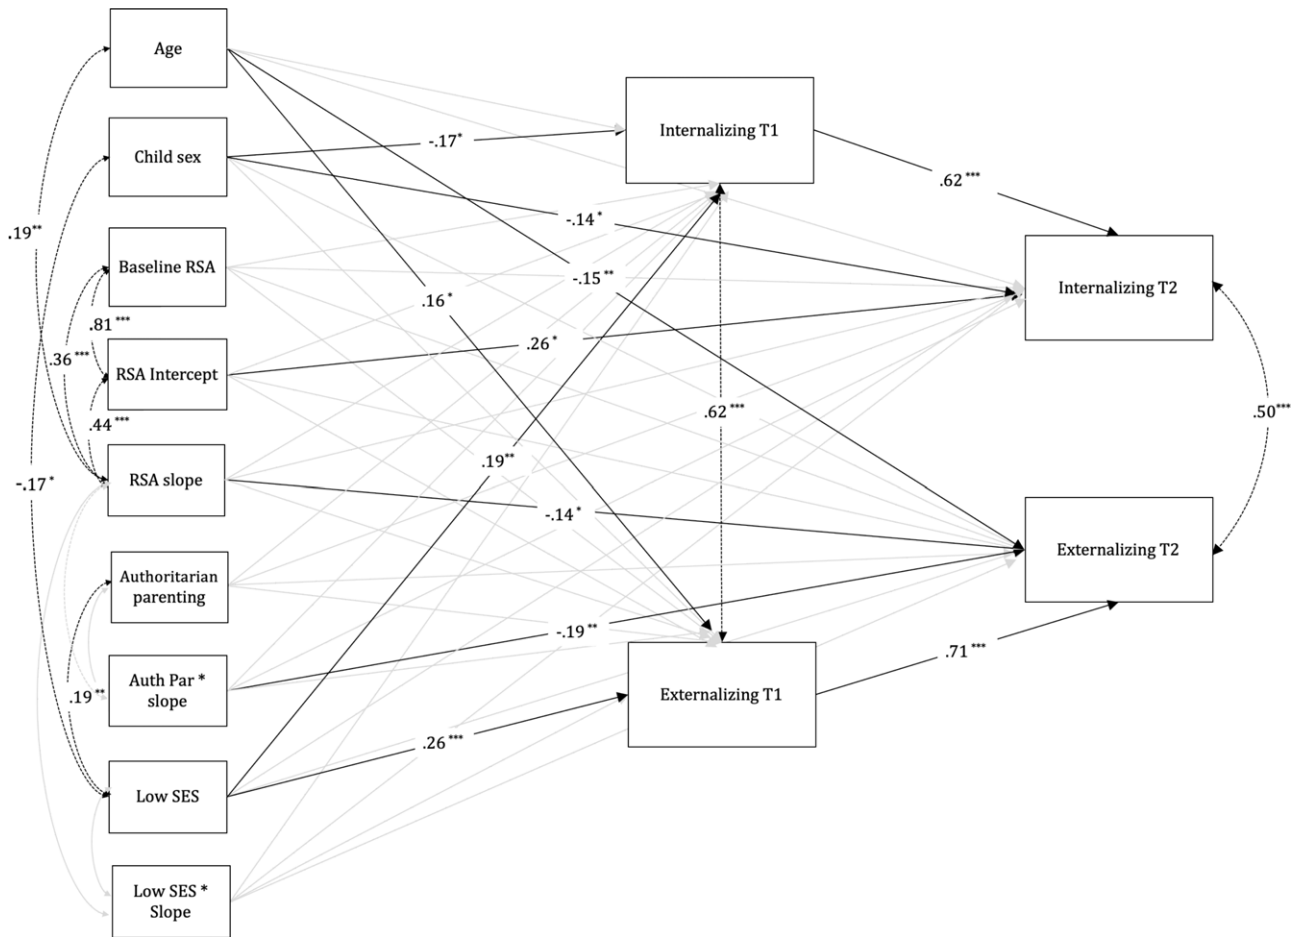 Age
Internalizing T1
Child sex
-.17*
.62***
-.14*
.19**
Baseline RSA
-.15**
Internalizing T2
.16*
.81***
.26*
.36***
RSA Intercept
.62***
.50***
.44***
.19**
RSA slope
-.17*
-.14*
Externalizing T2
Authoritarian
parenting
-.19**
.71***
Auth Par *
slope
.19**
Externalizing T1
.26***
Low SES
Low SES *
Slope